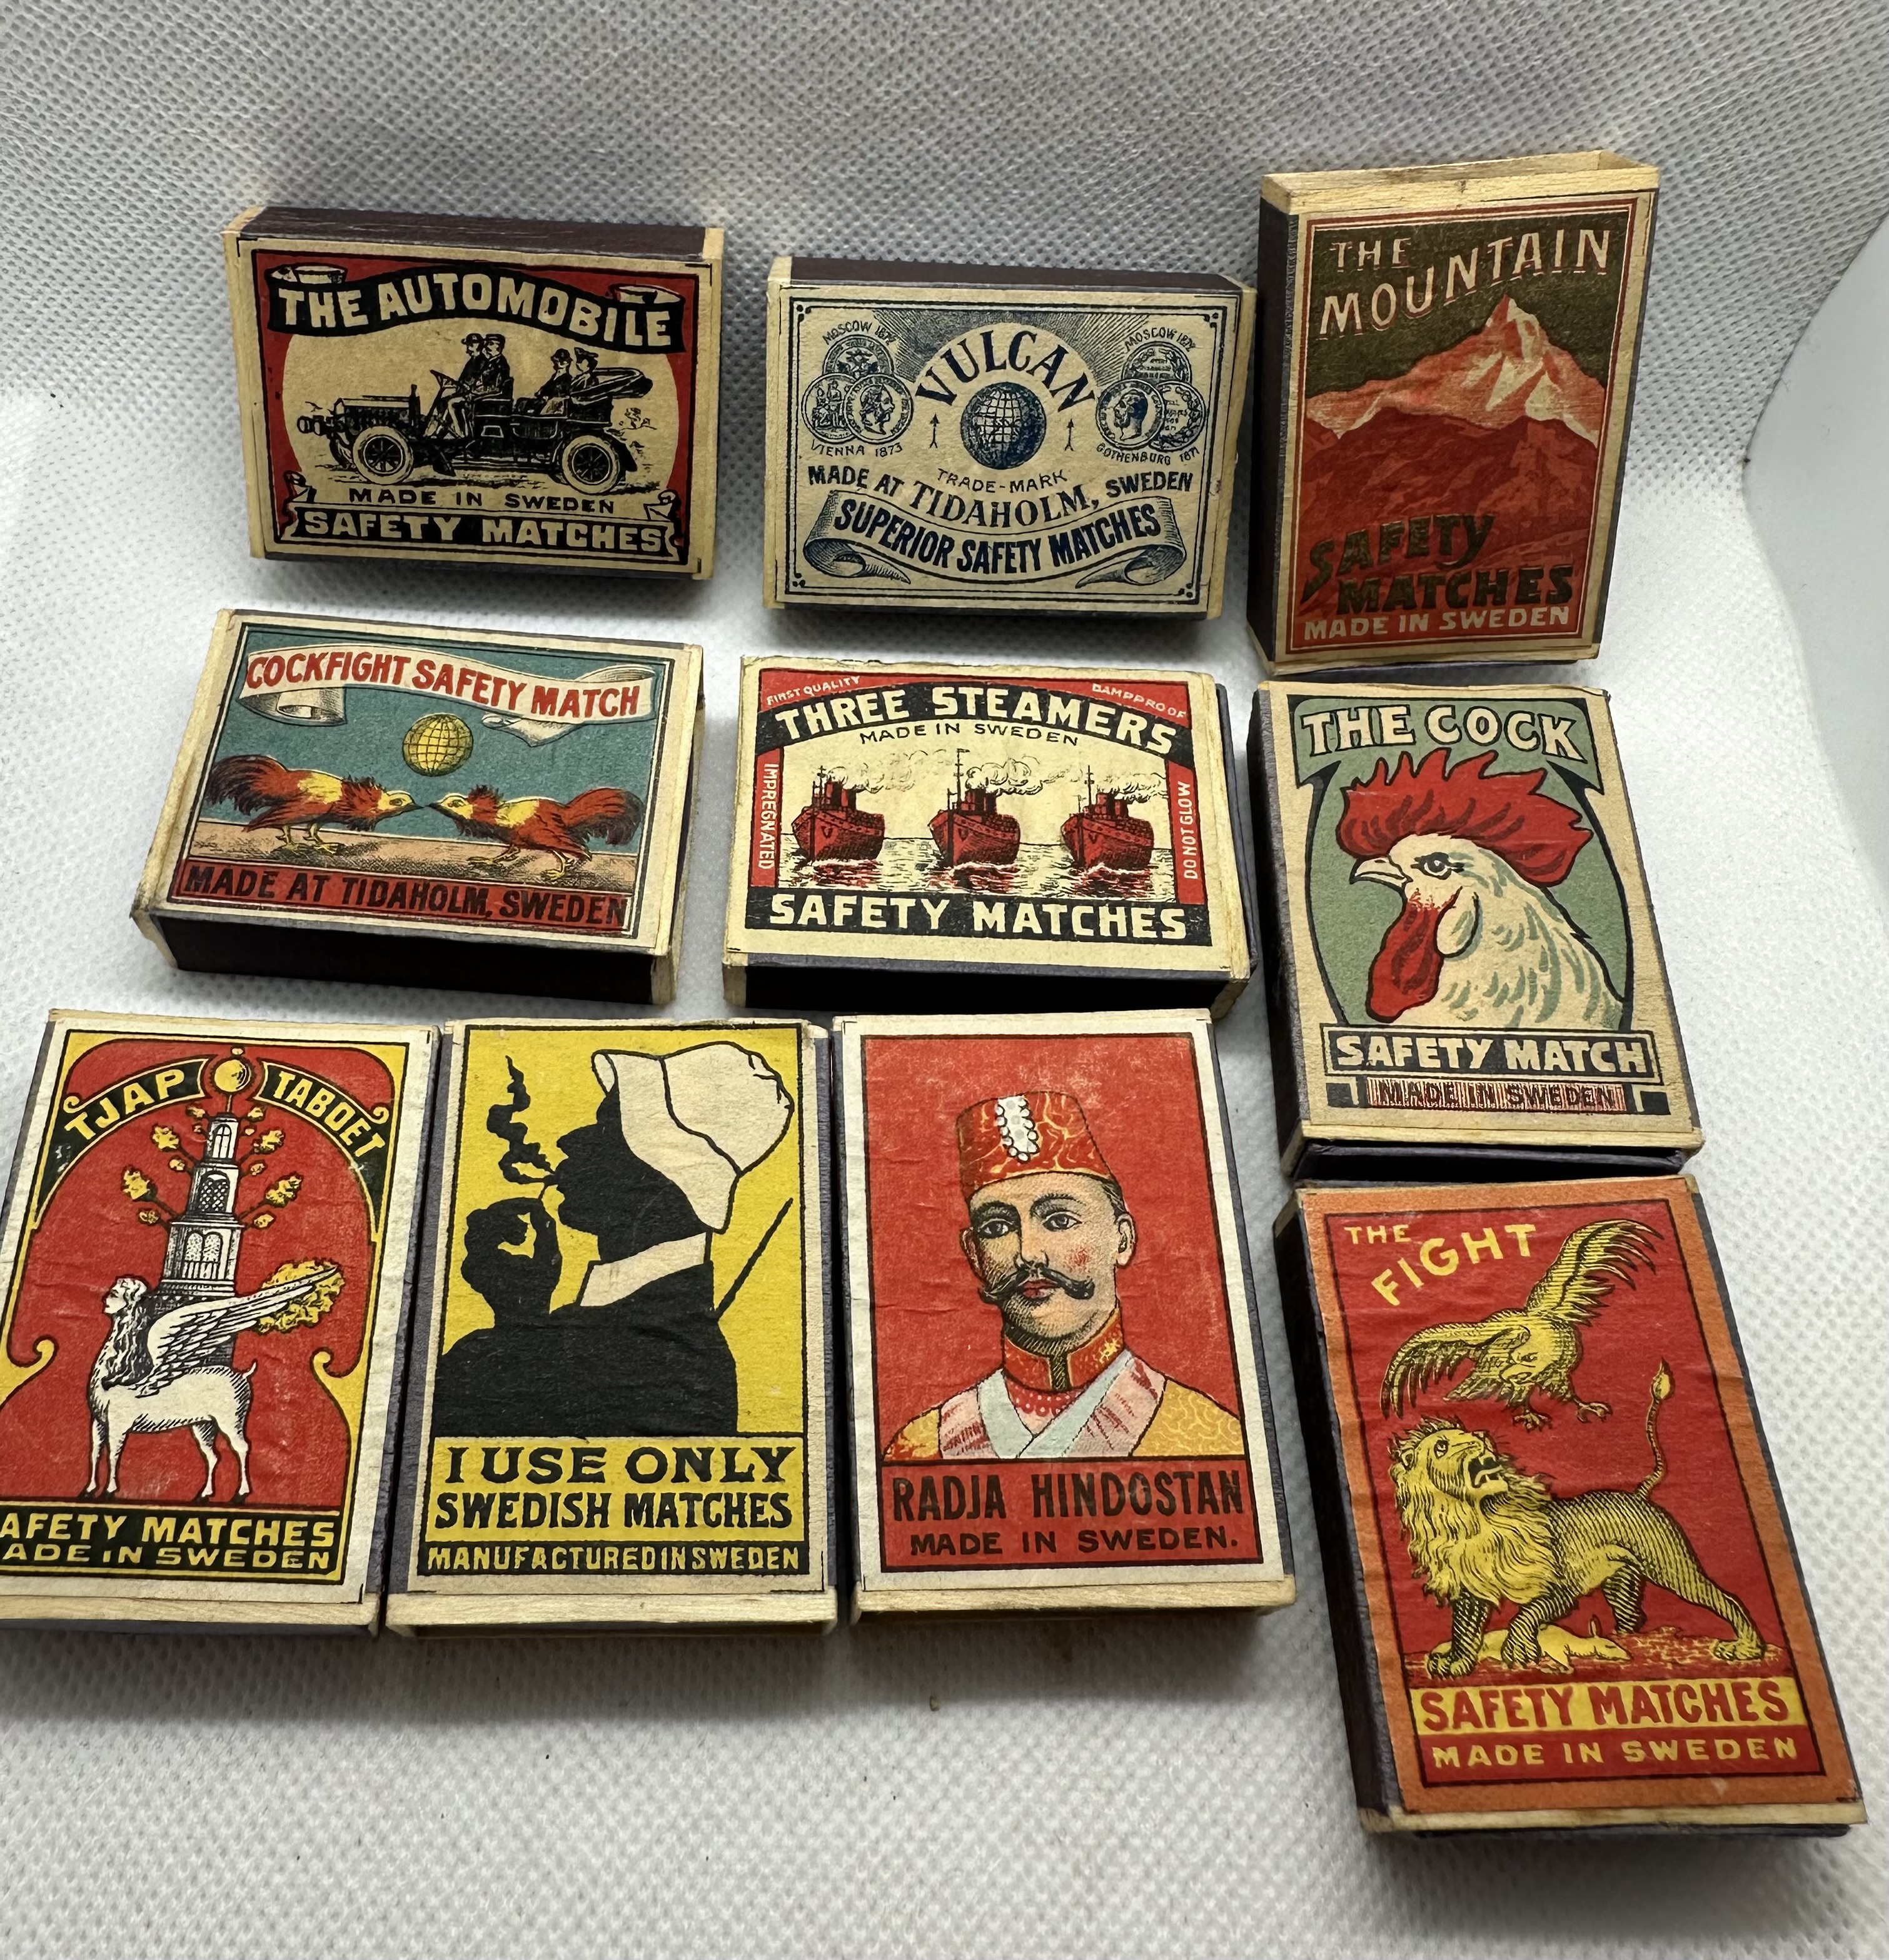 THE AUTOMOBILE
MADE IN SWEDEN
SAFETY MATCHES
VULCAN
MOSCOW
MOSCOW
VIENNA 1873
GOTHENBURG
TRADE-MARK
MADE AT TIDAHOLM, SWEDEN
SUPERIOR SAFETY MATCHES
THE
MOUNTAIN
SAFETY
MATCHES
MADE IN SWEDEN
COCKFIGHT SAFETY MATCH
MADE AT TIDAHOLM, SWEDEN
FIRST QUALITY
DAMPPROOF
THREE STEAMERS
MADE IN SWEDEN
IMPREGNATED
DO NOT GLOW
SAFETY MATCHES
THE COCK
SAFETY MATCH
MADE IN SWEDEN
TJAP TABOET
AFETY MATCHES
ADE IN SWEDEN
I USE ONLY
SWEDISH MATCHES
MANUFACTURED IN SWEDEN
RADJA HINDOSTAN
MADE IN SWEDEN.
THE
FIGHT
SAFETY MATCHES
MADE IN SWEDEN